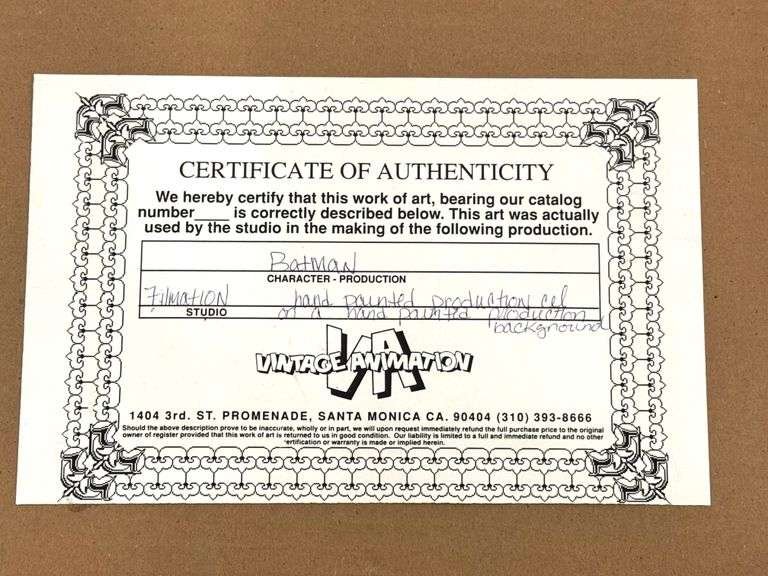 CERTIFICATE OF AUTHENTICITY
We hereby certify that this work of art, bearing our catalog
number____ is correctly described below. This art was actually
used by the studio in the making of the following production.
Batman
CHARACTER - PRODUCTION
Filmation hand painted production cel
STUDIO on a hand painted production
background
VA
VINTAGE ANIMATION
1404 3rd. ST. PROMENADE, SANTA MONICA CA. 90404 (310) 393-8666
Should the above description prove to be inaccurate, wholly or in part, we will upon request immediately refund the full purchase price to the original
owner of register provided that this work of art is returned to us in good condition. Our liability is limited to a full and immediate refund and no other
certification or warranty is made or implied herein.